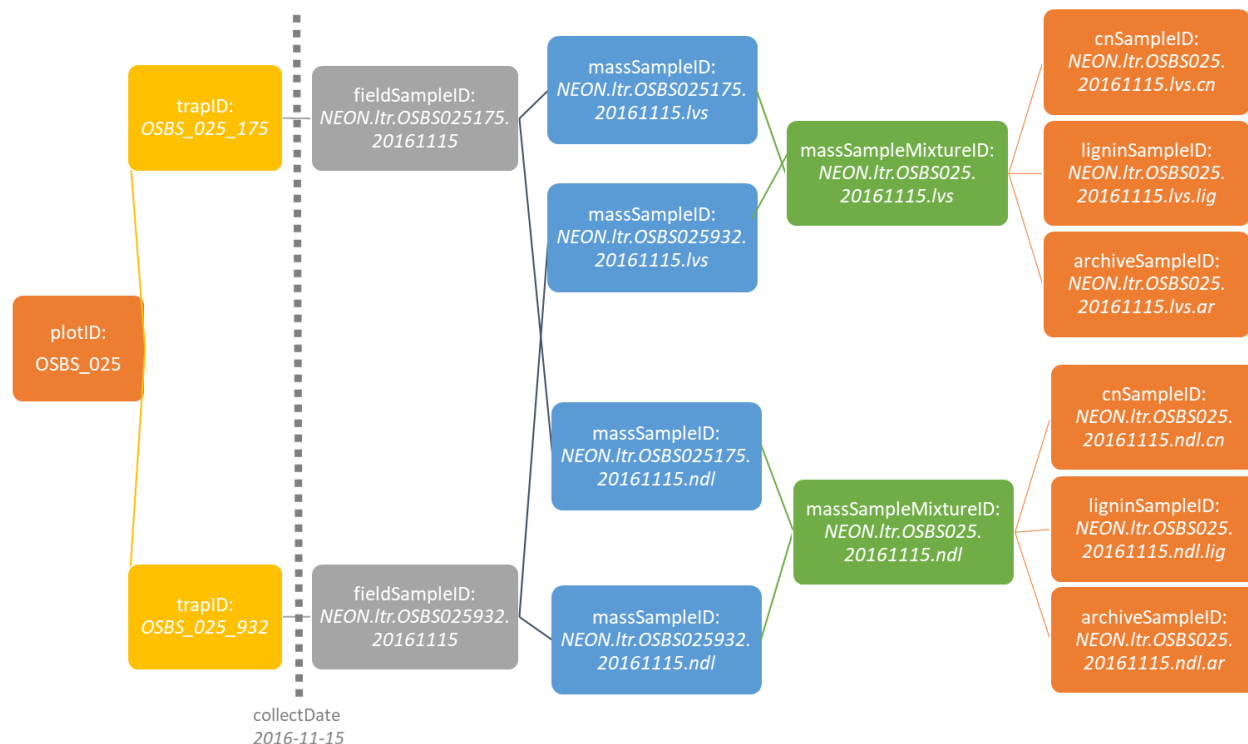 plotID:
OSBS_025
trapID:
OSBS_025_175
trapID:
OSBS_025_932
collectDate
2016-11-15
fieldSampleID:
NEON.ltr.OSBS025175.
20161115
fieldSampleID:
NEON.ltr.OSBS025932.
20161115
massSampleID:
NEON.ltr.OSBS025175.
20161115.lvs
massSampleID:
NEON.ltr.OSBS025932.
20161115.lvs
massSampleID:
NEON.ltr.OSBS025175.
20161115.ndl
massSampleID:
NEON.ltr.OSBS025932.
20161115.ndl
massSampleMixtureID:
NEON.ltr.OSBS025.
20161115.lvs
massSampleMixtureID:
NEON.ltr.OSBS025.
20161115.ndl
cnSampleID:
NEON.ltr.OSBS025.
20161115.lvs.cn
ligninSampleID:
NEON.ltr.OSBS025.
20161115.lvs.lig
archiveSampleID:
NEON.ltr.OSBS025.
20161115.lvs.ar
cnSampleID:
NEON.ltr.OSBS025.
20161115.ndl.cn
ligninSampleID:
NEON.ltr.OSBS025.
20161115.ndl.lig
archiveSampleID:
NEON.ltr.OSBS025.
20161115.ndl.ar